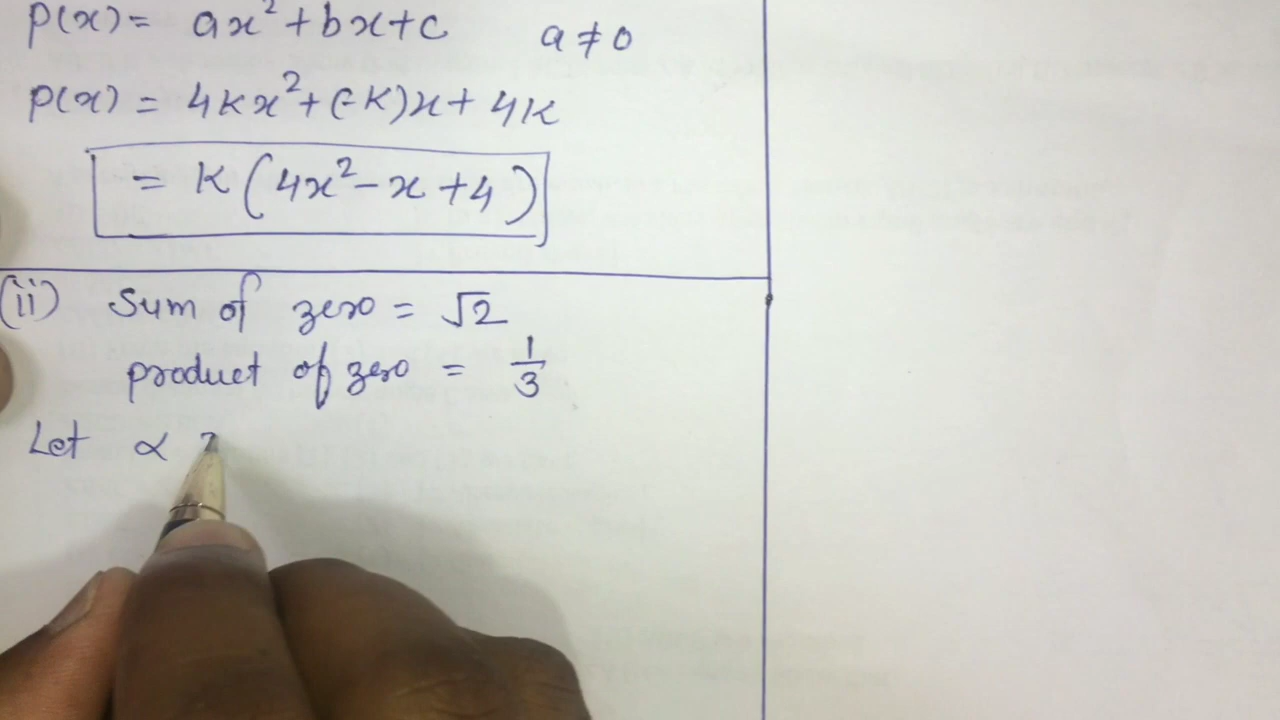 p(x) = ax² + bx + c a ≠ 0
p(x) = 4kx² + (-k)x + 4k
= k(4x² - x + 4)
(ii) Sum of zero = √2
product of zero = 1/3
Let α